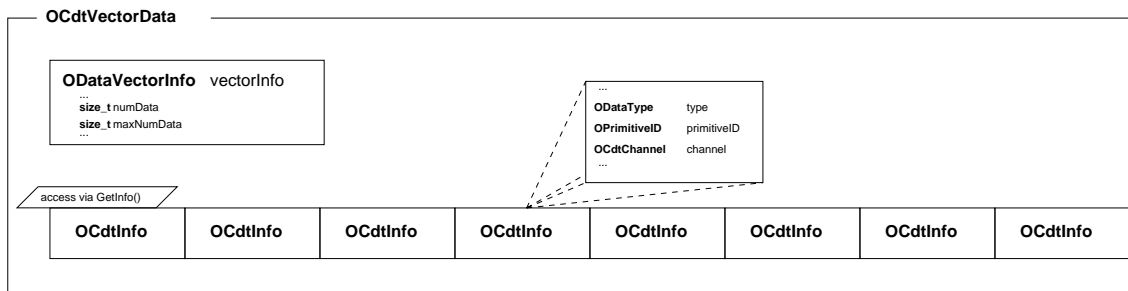 OCdtVectorData
ODataVectorInfo vectorInfo
...
size_t numData
size_t maxNumData
...
...
ODataType type
OPrimitiveID primitiveID
OCdtChannel channel
...
access via GetInfo()
OCdtInfo OCdtInfo OCdtInfo OCdtInfo OCdtInfo OCdtInfo OCdtInfo OCdtInfo